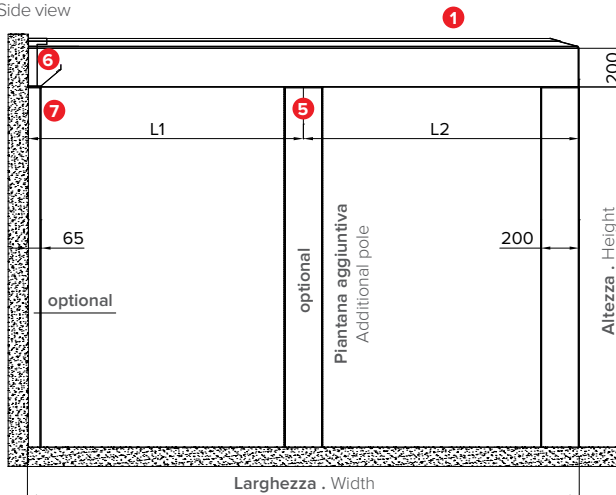 Side view
1
6
200
7
5
L1
L2
65
200
optional
optional
Piantana aggiuntiva
Additional pole
Altezza . Height
Larghezza . Width